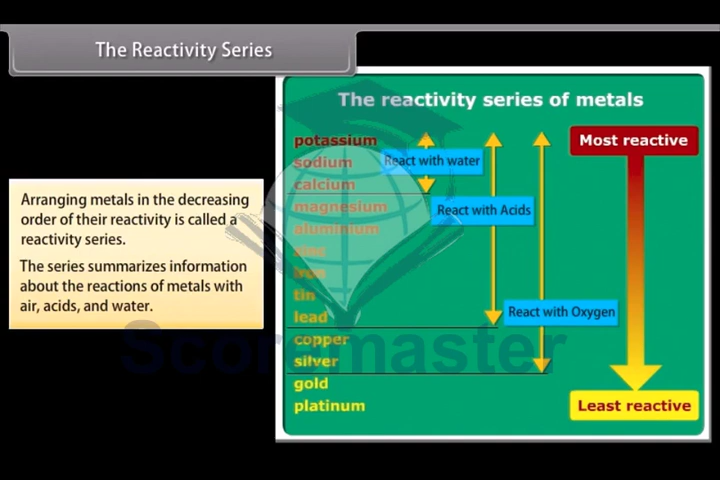 The Reactivity Series
The reactivity series of metals
potassium
sodium
calcium
magnesium
aluminium
zinc
iron
tin
lead
copper
silver
gold
platinum
React with water
React with Acids
React with Oxygen
Most reactive
Least reactive
Arranging metals in the decreasing
order of their reactivity is called a
reactivity series.
The series summarizes information
about the reactions of metals with
air, acids, and water.
Scoremaster